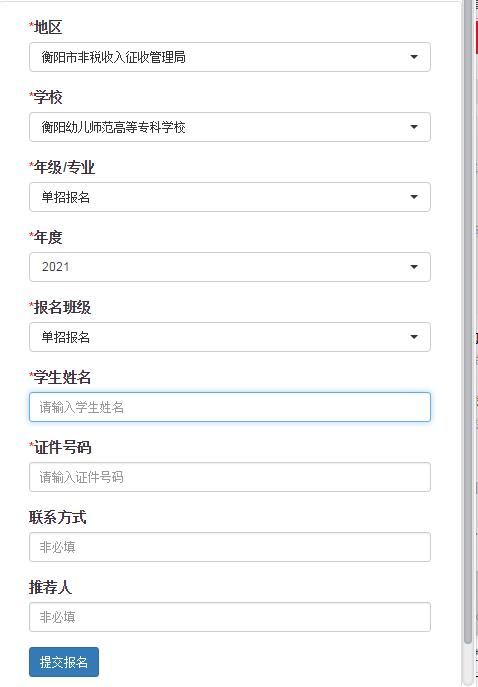 *地区
衡阳市非税收入征收管理局
*学校
衡阳幼儿师范高等专科学校
*年级/专业
单招报名
*年度
2021
*报名班级
单招报名
*学生姓名
请输入学生姓名
*证件号码
请输入证件号码
联系方式
非必填
推荐人
非必填
提交报名